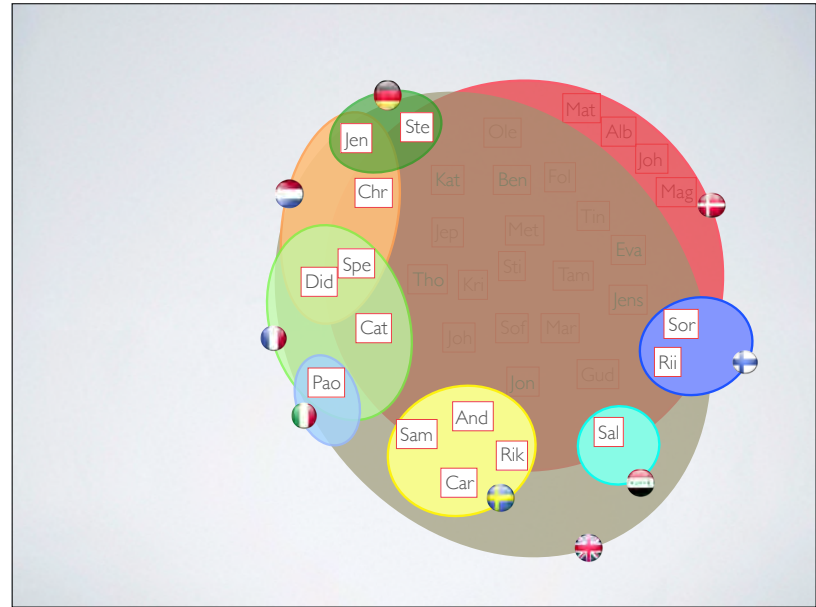 Mat
Ste
Ole
Alb
Jen
Joh
Kat
Ben
Fol
Mag
Chr
Tin
Jep
Met
Eva
Spe
Sti
Did
Tho
Kri
Tam
Jens
Cat
Joh
Sof
Mar
Sor
Rii
Pao
Jon
Gud
And
Sam
Sal
Rik
Car